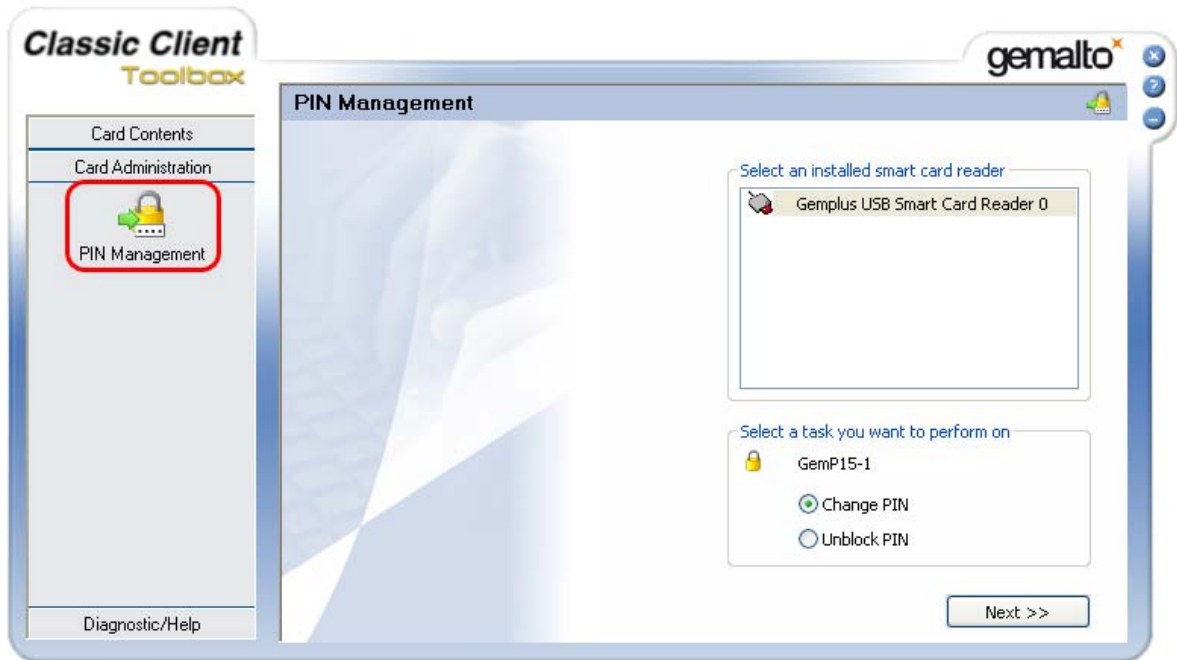 Classic Client
Toolbox
gemalto
PIN Management
Card Contents
Card Administration
PIN Management
Diagnostic/Help
Select an installed smart card reader
Gemplus USB Smart Card Reader 0
Select a task you want to perform on
GemP15-1
Change PIN
Unblock PIN
Next >>